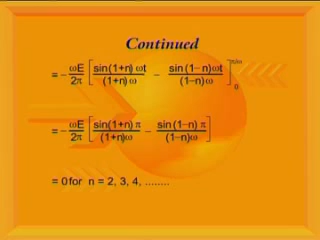 Continued
= − ωE/2π [ sin(1+n) ωt/(1+n) ω − sin(1−n)ωt/(1−n)ω ]₀^π/ω
= − ωE/2π [ sin(1+n) π/(1+n)ω − sin(1−n) π/(1−n)ω ]
= 0 for n = 2, 3, 4, ........